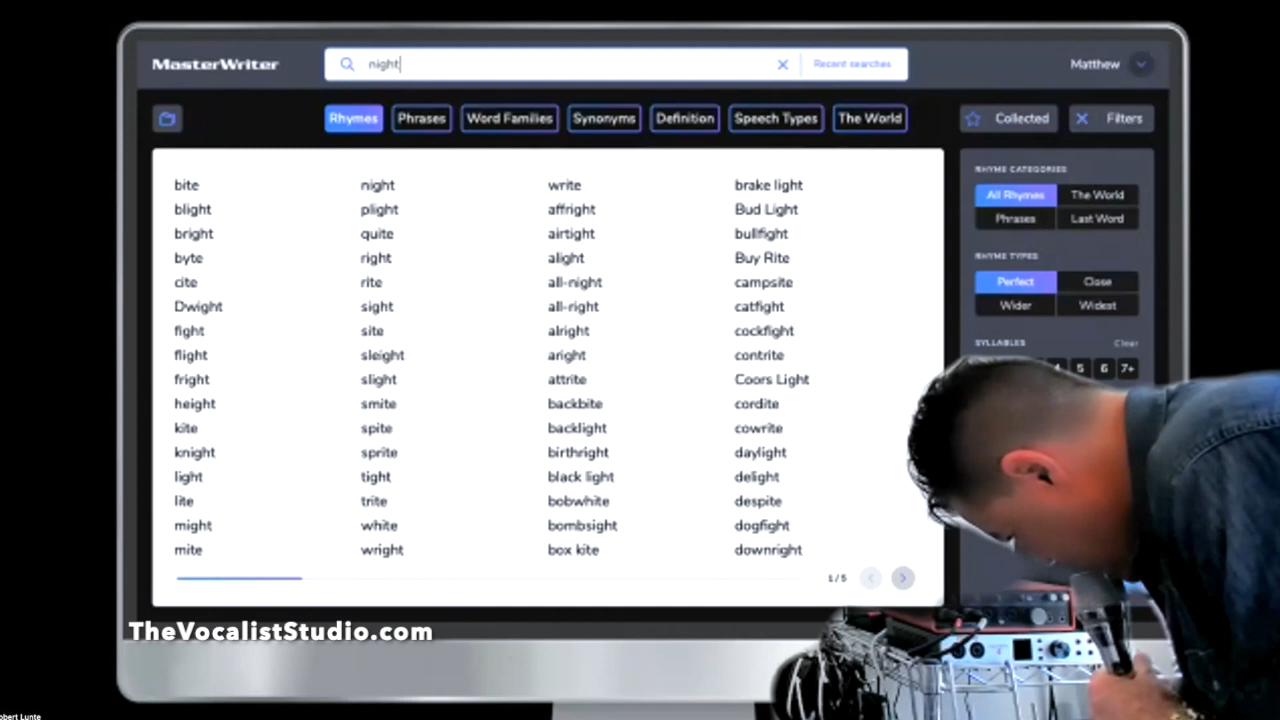 MasterWriter
night
Recent searches
Matthew
Rhymes
Phrases
Word Families
Synonyms
Definition
Speech Types
The World
Collected
Filters
bite
blight
bright
byte
cite
Dwight
fight
flight
fright
height
kite
knight
light
lite
might
mite
night
plight
quite
right
rite
sight
site
sleight
slight
smite
spite
sprite
tight
trite
white
wright
write
affright
airtight
alight
all-night
all-right
alright
aright
attrite
backbite
backlight
birthright
black light
bobwhite
bombsight
box kite
brake light
Bud Light
bullfight
Buy Rite
campsite
catfight
cockfight
contrite
Coors Light
cordite
cowrite
daylight
delight
despite
dogfight
downright
1 / 5
RHYME CATEGORIES
All Rhymes
The World
Phrases
Last Word
RHYME TYPES
Perfect
Close
Wider
Widest
SYLLABLES
Clear
4 5 6 7+
TheVocalistStudio.com
obert Lunte